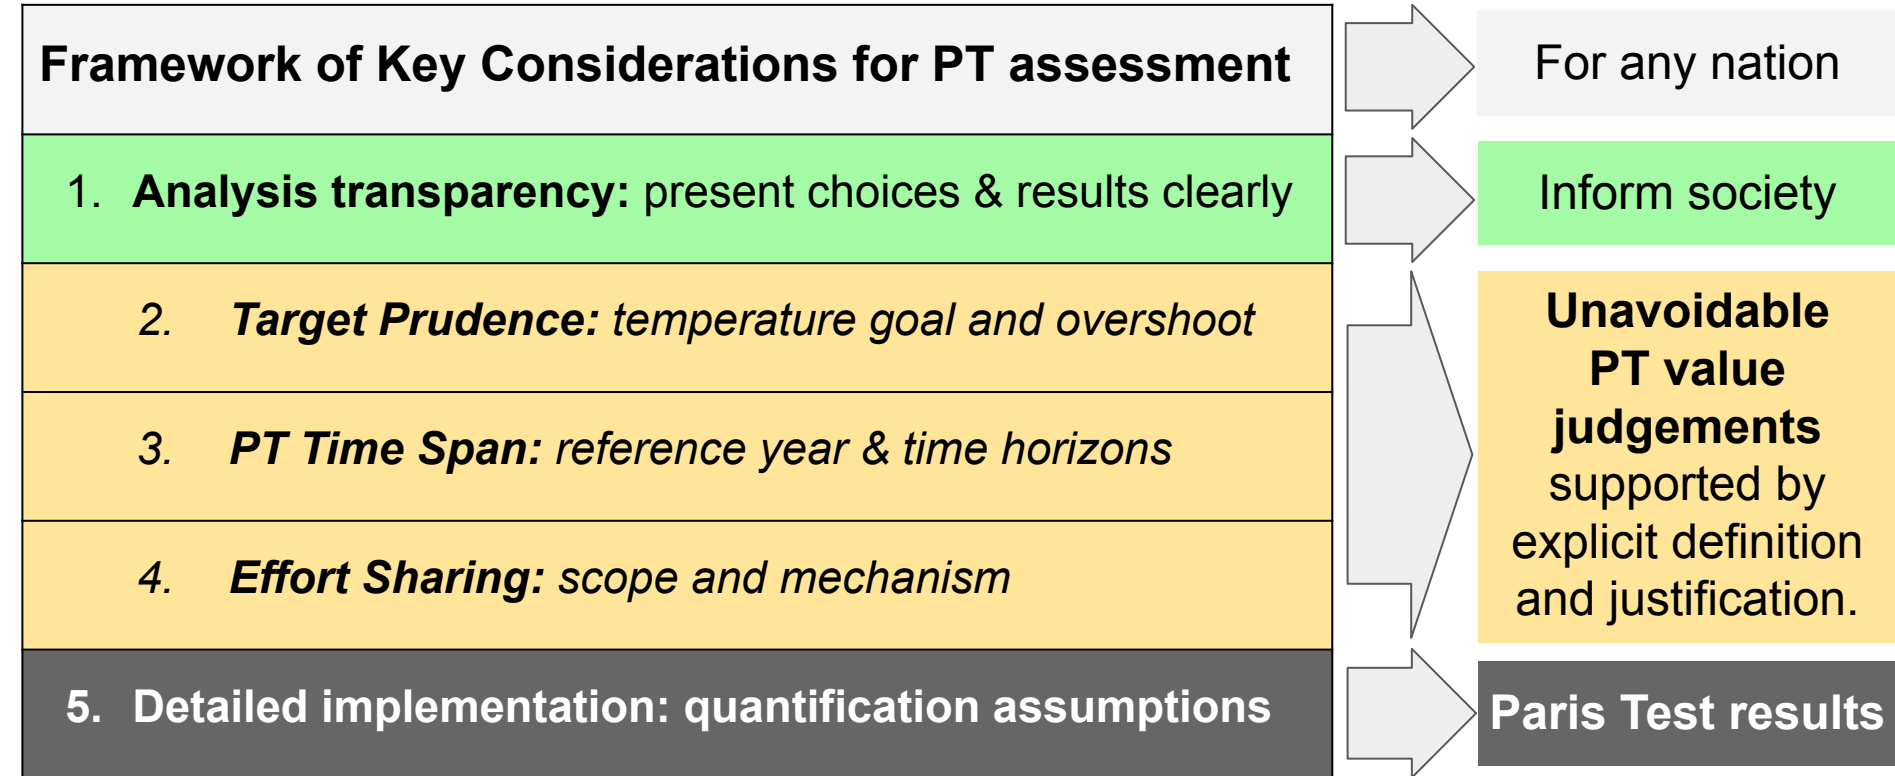 Framework of Key Considerations for PT assessment
For any nation
1. Analysis transparency: present choices & results clearly
Inform society
2. Target Prudence: temperature goal and overshoot
3. PT Time Span: reference year & time horizons
4. Effort Sharing: scope and mechanism
Unavoidable
PT value
judgements
supported by
explicit definition
and justification.
5. Detailed implementation: quantification assumptions
Paris Test results